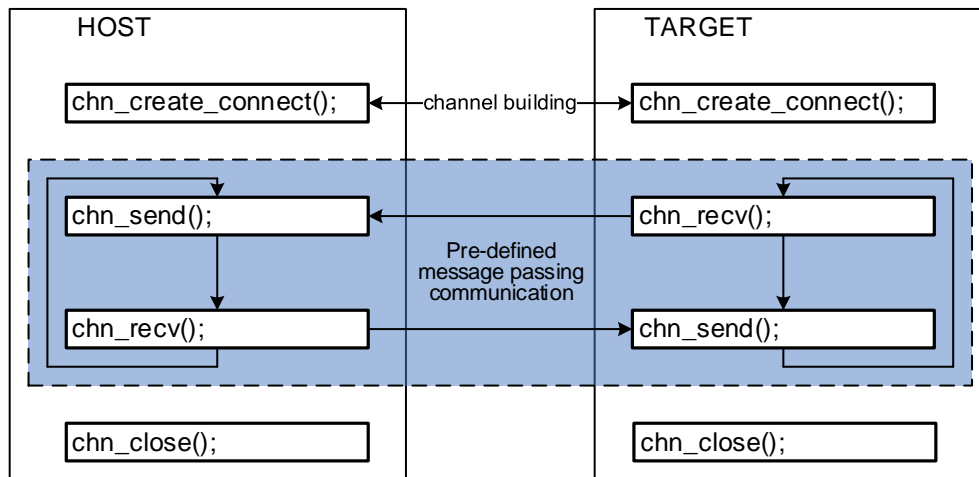 HOST
TARGET
chn_create_connect();
channel building
chn_create_connect();
chn_send();
chn_recv();
Pre-defined
message passing
communication
chn_recv();
chn_send();
chn_close();
chn_close();